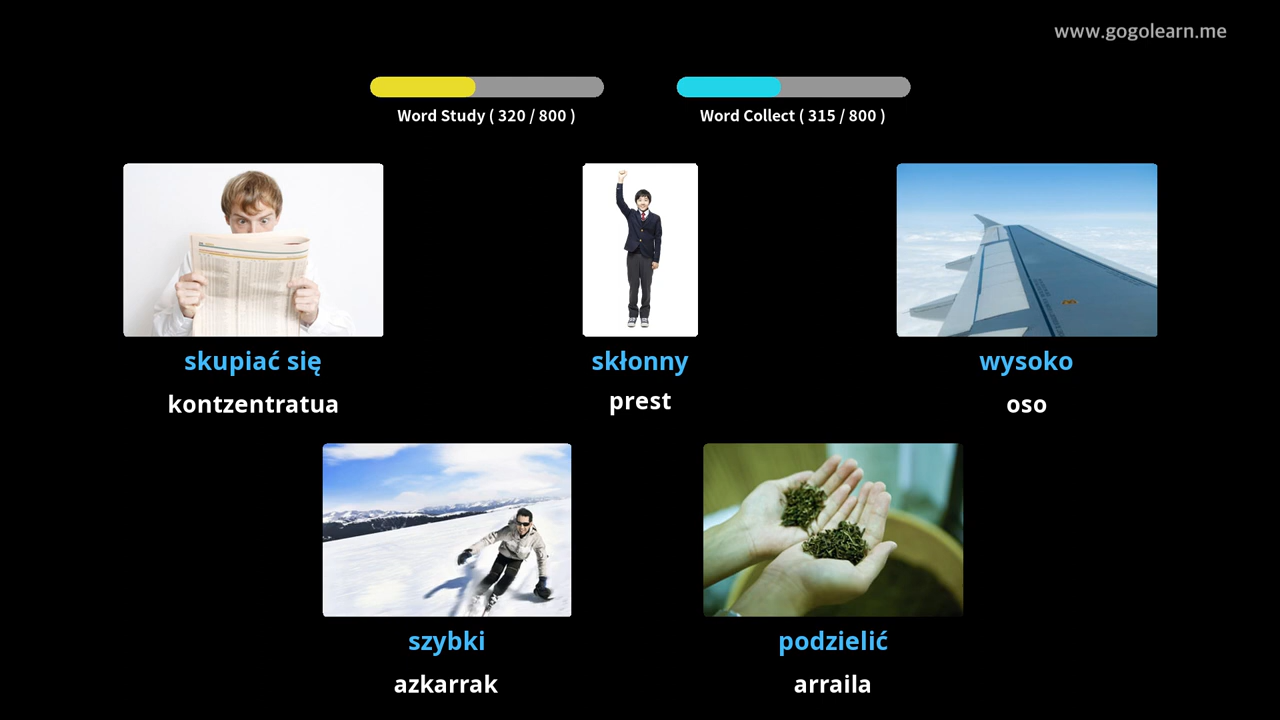 www.gogolearn.me
Word Study ( 320 / 800 )
Word Collect ( 315 / 800 )
skupiać się
kontzentratua
skłonny
prest
wysoko
oso
szybki
azkarrak
podzielić
arraila